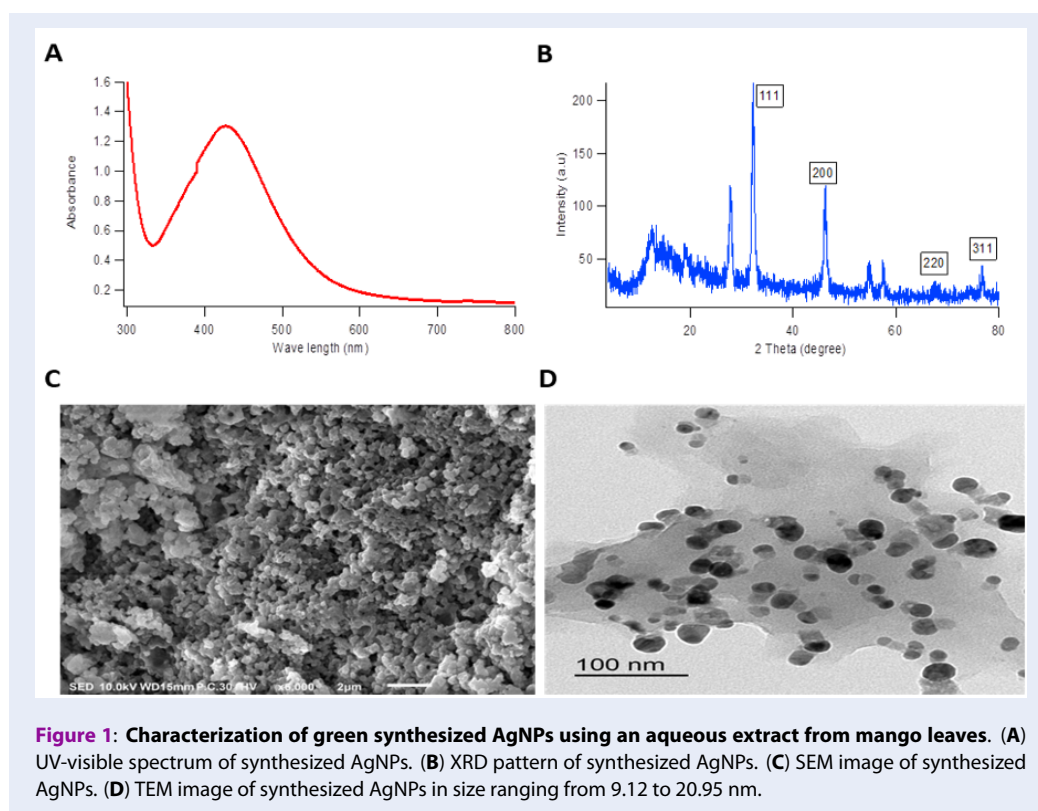 A
1.6
1.4
1.2
1.0
0.8
0.6
0.4
0.2
Absorbance
300 400 500 600 700 800
Wave length (nm)
B
200
150
100
50
Intensity (a.u)
111
200
220
311
20 40 60 80
2 Theta (degree)
C
SED 10.0kV WD15mm P.C.30 HV x6,000 2µm
D
100 nm
Figure 1: Characterization of green synthesized AgNPs using an aqueous extract from mango leaves. (A)
UV-visible spectrum of synthesized AgNPs. (B) XRD pattern of synthesized AgNPs. (C) SEM image of synthesized
AgNPs. (D) TEM image of synthesized AgNPs in size ranging from 9.12 to 20.95 nm.